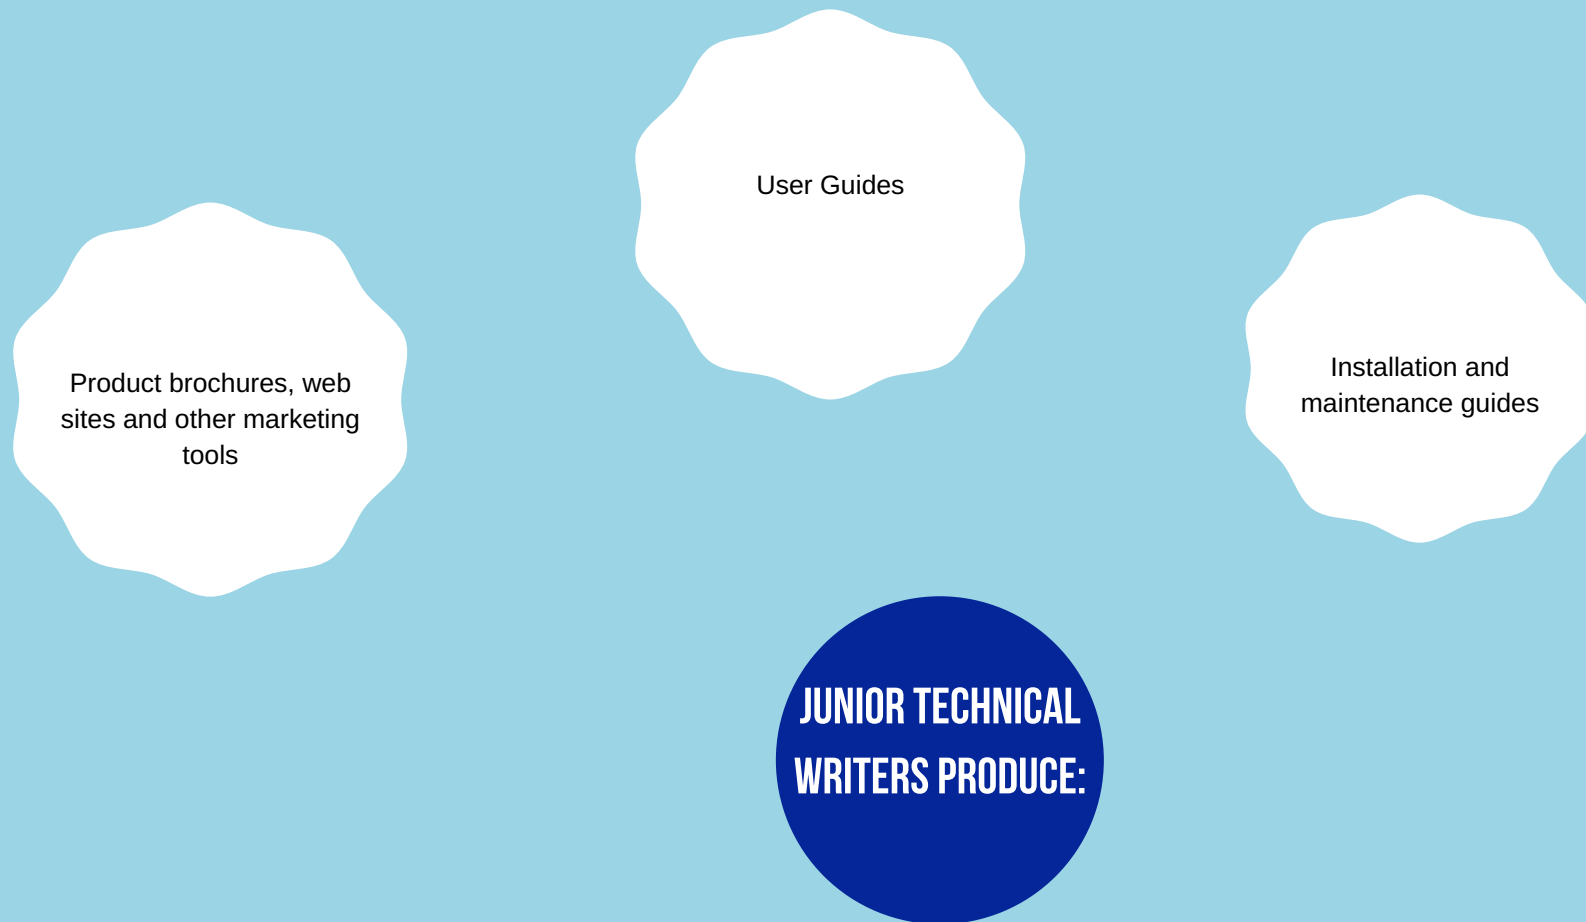 User Guides
Product brochures, web
sites and other marketing
tools
Installation and
maintenance guides
JUNIOR TECHNICAL
WRITERS PRODUCE: